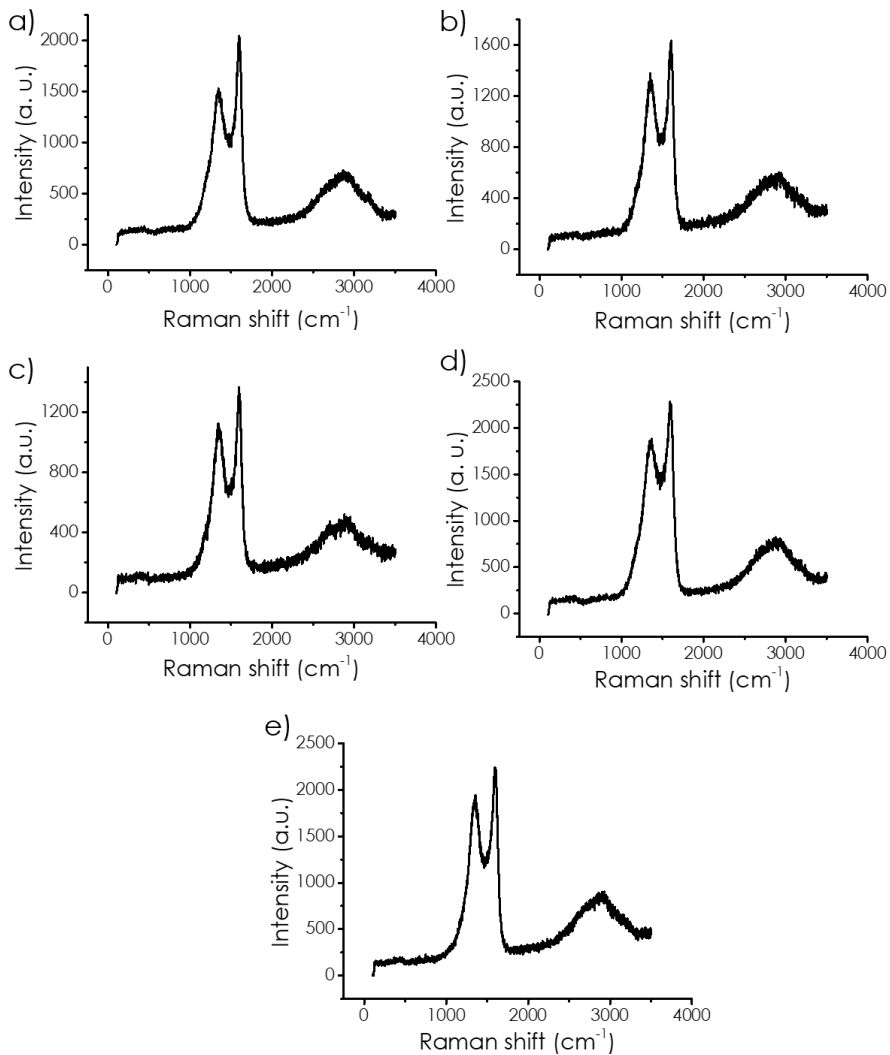 a)
2000
1500
1000
500
0
Intensity (a. u.)
0 1000 2000 3000 4000
Raman shift (cm-1)
b)
1600
1200
800
400
0
Intensity (a. u.)
0 1000 2000 3000 4000
Raman shift (cm-1)
c)
1200
800
400
0
Intensity (a.u.)
0 1000 2000 3000 4000
Raman shift (cm-1)
d)
2500
2000
1500
1000
500
0
Intensity (a. u.)
0 1000 2000 3000 4000
Raman shift (cm-1)
e)
2500
2000
1500
1000
500
0
Intensity (a.u.)
0 1000 2000 3000 4000
Raman shift (cm-1)